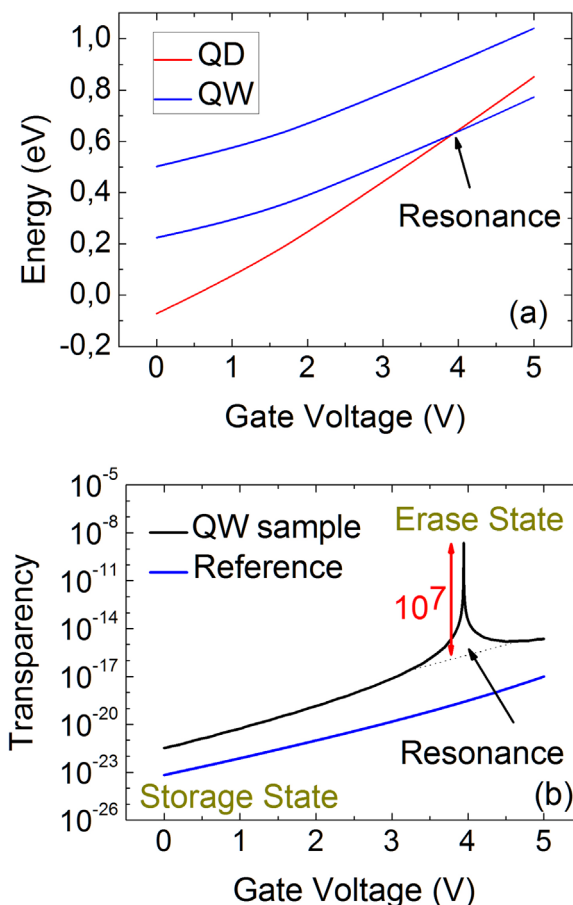 1,0
0,8
0,6
0,4
0,2
0,0
-0,2
Energy (eV)
QD
QW
Resonance
(a)
0 1 2 3 4 5
Gate Voltage (V)
10-5
10-8
10-11
10-14
10-17
10-20
10-23
10-26
Transparency
QW sample
Reference
Erase State
107
Resonance
Storage State
(b)
0 1 2 3 4 5
Gate Voltage (V)